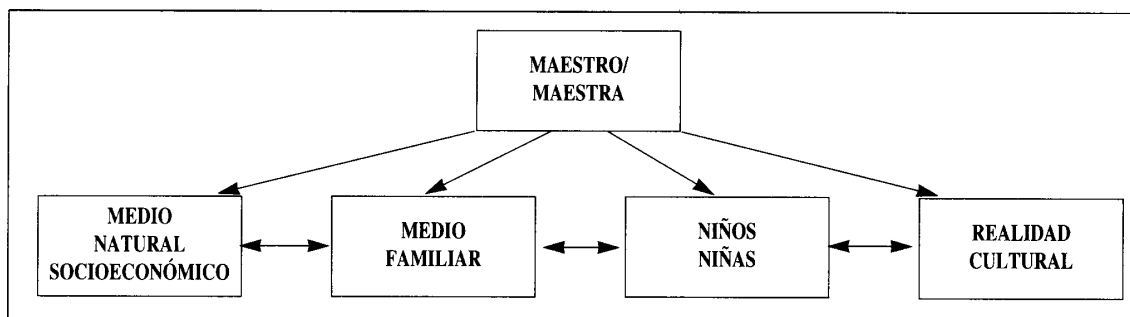 MAESTRO/
MAESTRA
MEDIO
NATURAL
SOCIOECONÓMICO
MEDIO
FAMILIAR
NIÑOS
NIÑAS
REALIDAD
CULTURAL